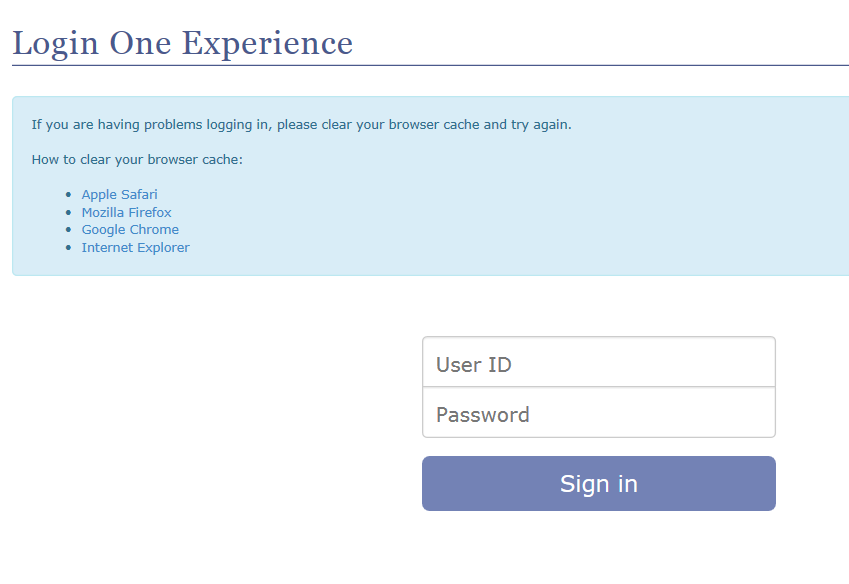 Login One Experience
If you are having problems logging in, please clear your browser cache and try again.
How to clear your browser cache:
Apple Safari
Mozilla Firefox
Google Chrome
Internet Explorer
User ID
Password
Sign in